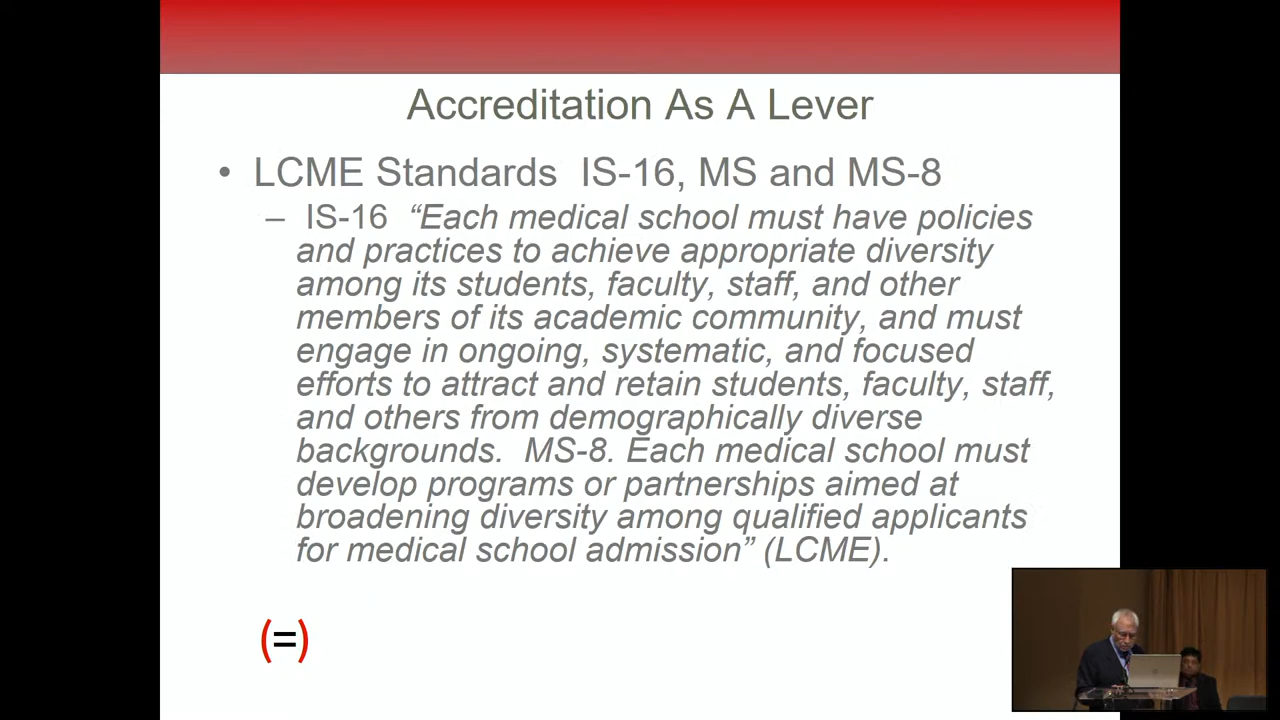 Accreditation As A Lever
• LCME Standards  IS-16, MS and MS-8
– IS-16  “Each medical school must have policies
and practices to achieve appropriate diversity
among its students, faculty, staff, and other
members of its academic community, and must
engage in ongoing, systematic, and focused
efforts to attract and retain students, faculty, staff,
and others from demographically diverse
backgrounds.  MS-8. Each medical school must
develop programs or partnerships aimed at
broadening diversity among qualified applicants
for medical school admission” (LCME).
(=)